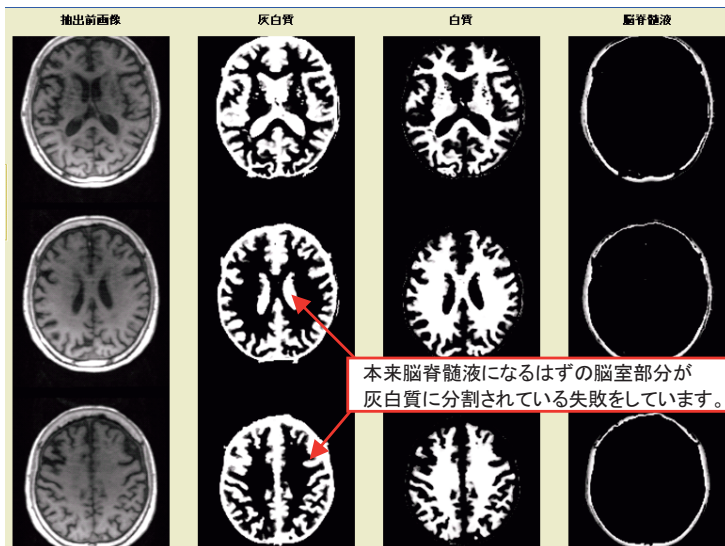 抽出前画像
灰白質
白質
脳脊髄液
本来脳脊髄液になるはずの脳室部分が
灰白質に分割されている失敗をしています。